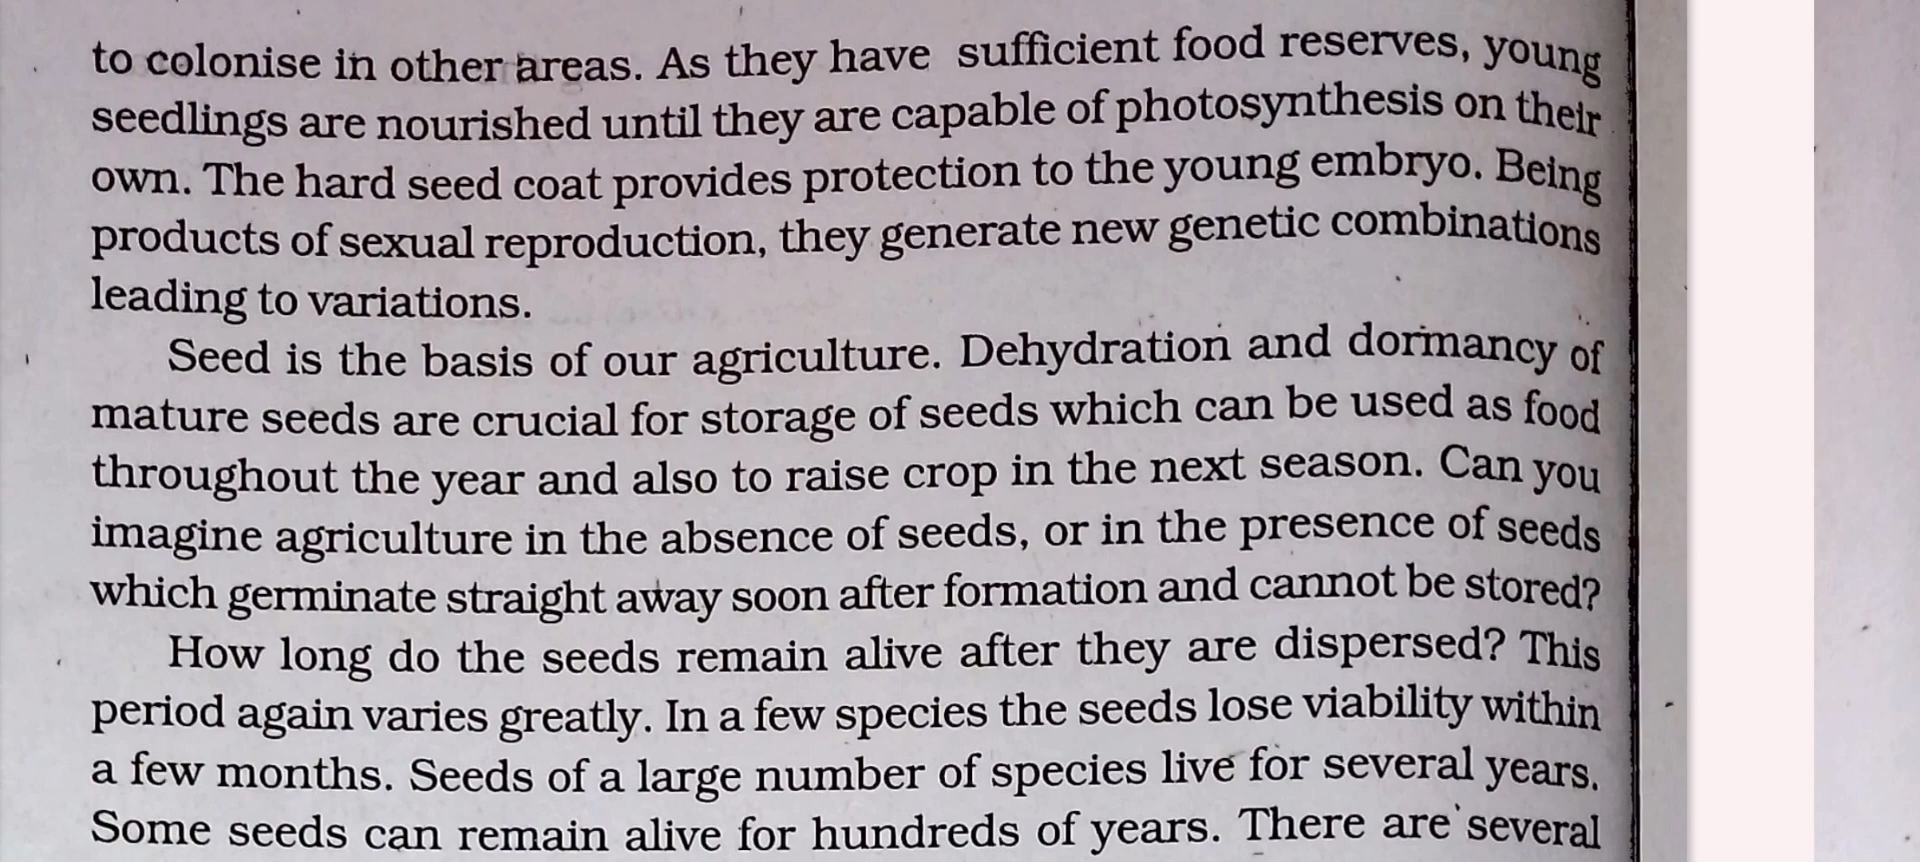 to colonise in other areas. As they have sufficient food reserves, young
seedlings are nourished until they are capable of photosynthesis on their
own. The hard seed coat provides protection to the young embryo. Being
products of sexual reproduction, they generate new genetic combinations
leading to variations.
Seed is the basis of our agriculture. Dehydration and dormancy of
mature seeds are crucial for storage of seeds which can be used as food
throughout the year and also to raise crop in the next season. Can you
imagine agriculture in the absence of seeds, or in the presence of seeds
which germinate straight away soon after formation and cannot be stored?
How long do the seeds remain alive after they are dispersed? This
period again varies greatly. In a few species the seeds lose viability within
a few months. Seeds of a large number of species live for several years.
Some seeds can remain alive for hundreds of years. There are several